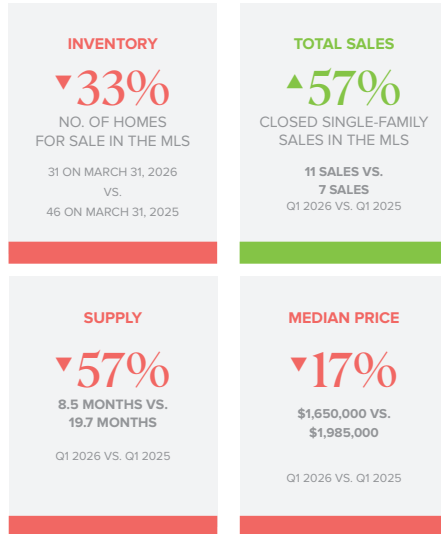 INVENTORY
▼33%
NO. OF HOMES
FOR SALE IN THE MLS
31 ON MARCH 31, 2026
VS.
46 ON MARCH 31, 2025
TOTAL SALES
▲57%
CLOSED SINGLE-FAMILY
SALES IN THE MLS
11 SALES VS.
7 SALES
Q1 2026 VS. Q1 2025
SUPPLY
▼57%
8.5 MONTHS VS.
19.7 MONTHS
Q1 2026 VS. Q1 2025
MEDIAN PRICE
▼17%
$1,650,000 VS.
$1,985,000
Q1 2026 VS. Q1 2025